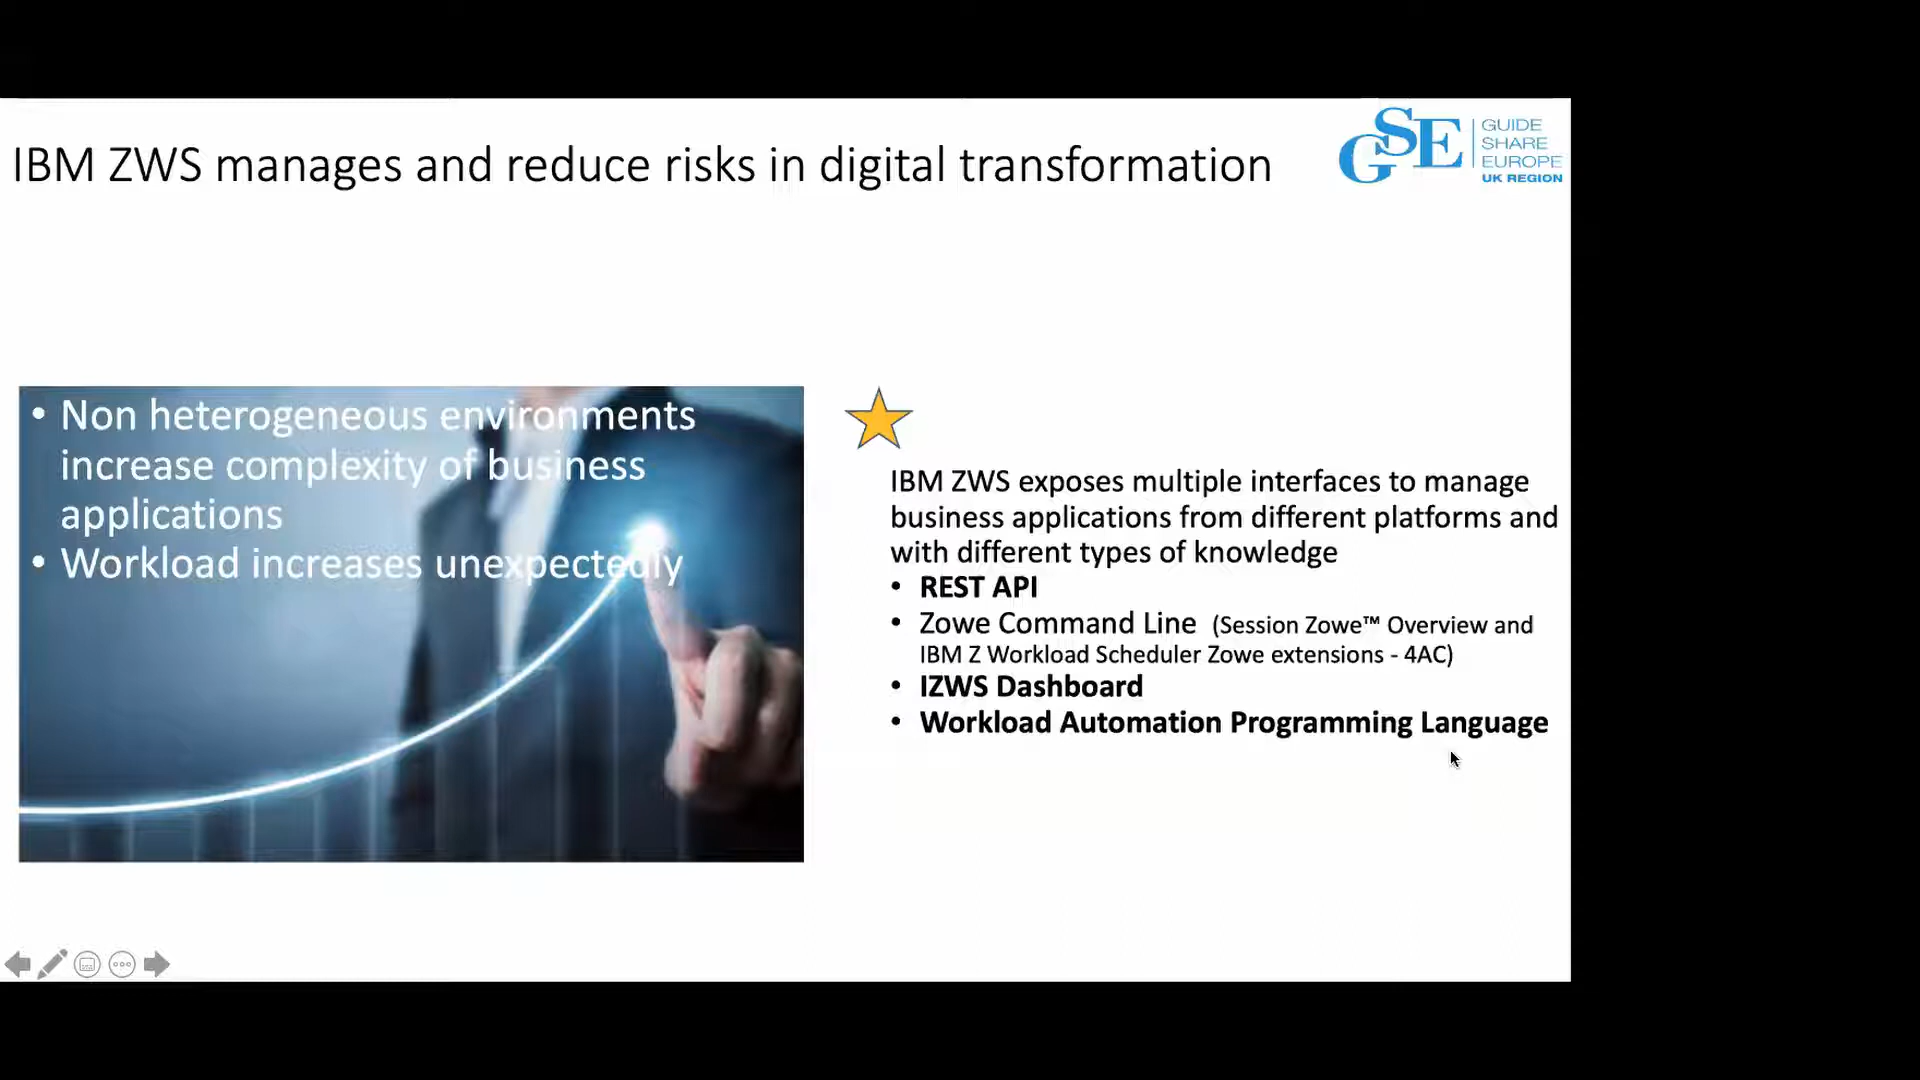 IBM ZWS manages and reduce risks in digital transformation
GSE
GUIDE
SHARE
EUROPE
UK REGION
• Non heterogeneous environments
increase complexity of business
applications
• Workload increases unexpectedly
IBM ZWS exposes multiple interfaces to manage
business applications from different platforms and
with different types of knowledge
• REST API
• Zowe Command Line (Session Zowe™ Overview and
IBM Z Workload Scheduler Zowe extensions - 4AC)
• IZWS Dashboard
• Workload Automation Programming Language